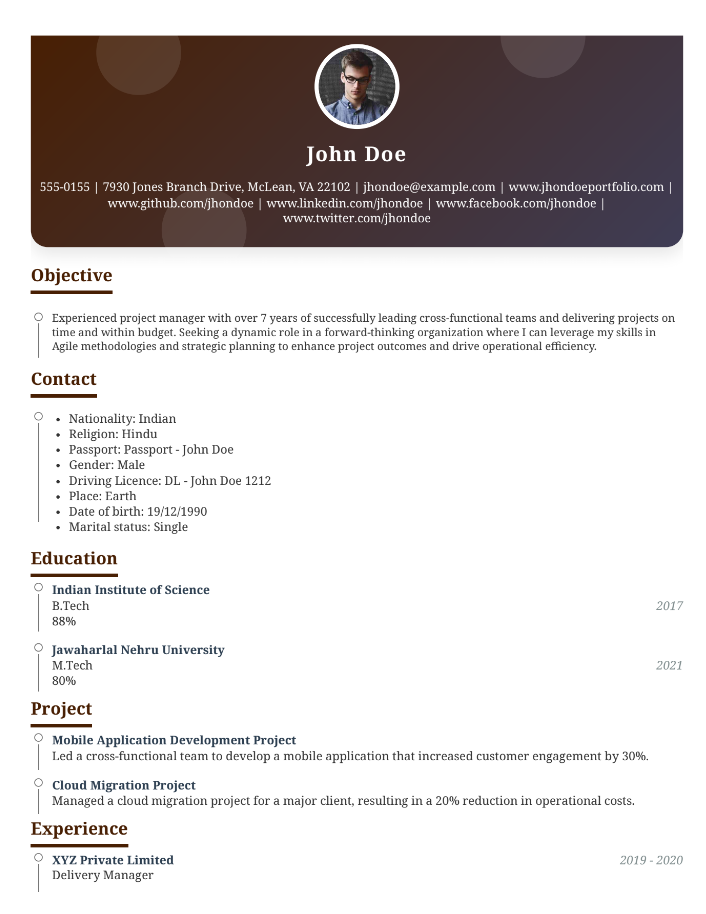 John Doe
555-0155 | 7930 Jones Branch Drive, McLean, VA 22102 | jhondoe@example.com | www.jhondoeportfolio.com |
www.github.com/jhondoe | www.linkedin.com/jhondoe | www.facebook.com/jhondoe |
www.twitter.com/jhondoe
Objective
Experienced project manager with over 7 years of successfully leading cross-functional teams and delivering projects on
time and within budget. Seeking a dynamic role in a forward-thinking organization where I can leverage my skills in
Agile methodologies and strategic planning to enhance project outcomes and drive operational efficiency.
Contact
• Nationality: Indian
• Religion: Hindu
• Passport: Passport - John Doe
• Gender: Male
• Driving Licence: DL - John Doe 1212
• Place: Earth
• Date of birth: 19/12/1990
• Marital status: Single
Education
Indian Institute of Science
B.Tech 2017
88%
Jawaharlal Nehru University
M.Tech 2021
80%
Project
Mobile Application Development Project
Led a cross-functional team to develop a mobile application that increased customer engagement by 30%.
Cloud Migration Project
Managed a cloud migration project for a major client, resulting in a 20% reduction in operational costs.
Experience
XYZ Private Limited 2019 - 2020
Delivery Manager